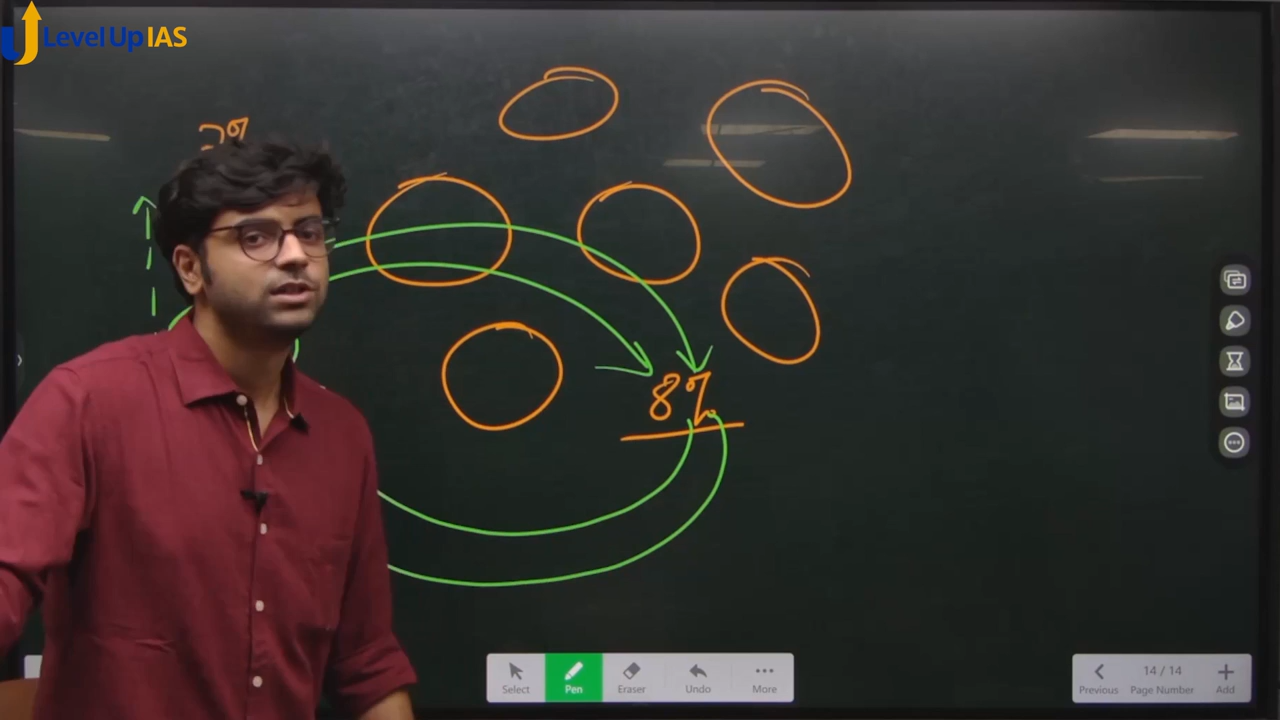 Level Up IAS
8%
Select
Pen
Eraser
Undo
More
Previous
14 / 14
Page Number
Add